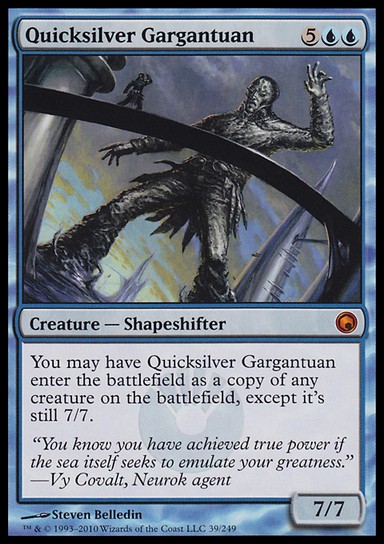 Quicksilver Gargantuan 5
Creature — Shapeshifter
You may have Quicksilver Gargantuan
enter the battlefield as a copy of any
creature on the battlefield, except it's
still 7/7.
“You know you have achieved true power if
the sea itself seeks to emulate your greatness.”
—Vy Covalt, Neurok agent
7/7
Steven Belledin
™ & © 1993–2010 Wizards of the Coast LLC 39/249